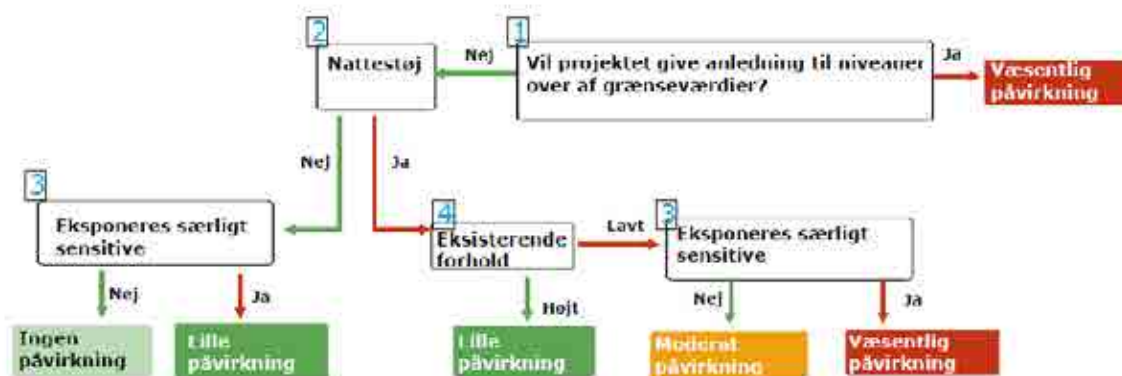 1
Vil projektet give anledning til niveauer
over af grænseværdier?
Ja
Væsentlig
påvirkning
Nej
2
Nattestøj
Nej
Ja
3
Eksponeres særligt
sensitive
Nej
Ja
Ingen
påvirkning
Lille
påvirkning
4
Eksisterende
forhold
Lavt
Højt
Lille
påvirkning
3
Eksponeres særligt
sensitive
Nej
Ja
Moderat
påvirkning
Væsentlig
påvirkning